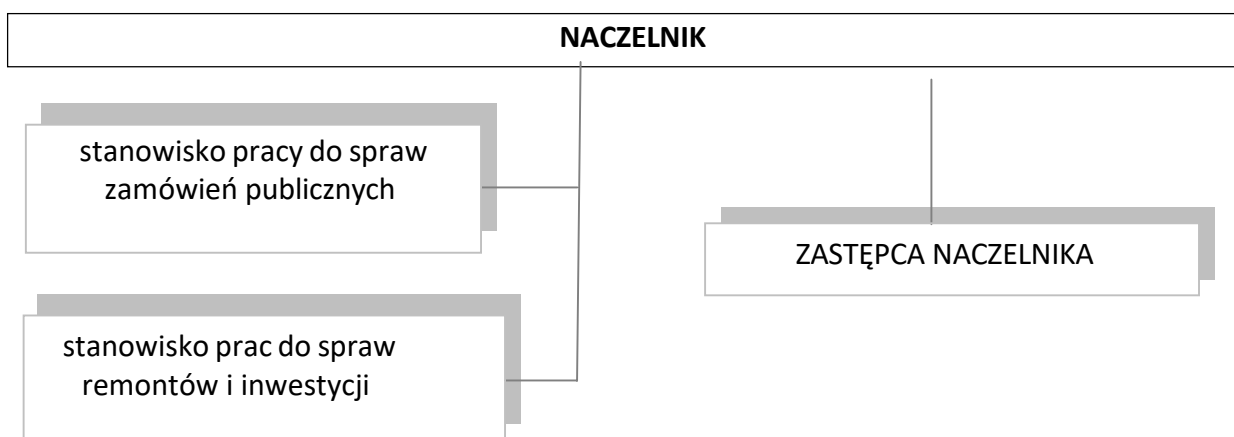 NACZELNIK
stanowisko pracy do spraw
zamówień publicznych
ZASTĘPCA NACZELNIKA
stanowisko prac do spraw
remontów i inwestycji